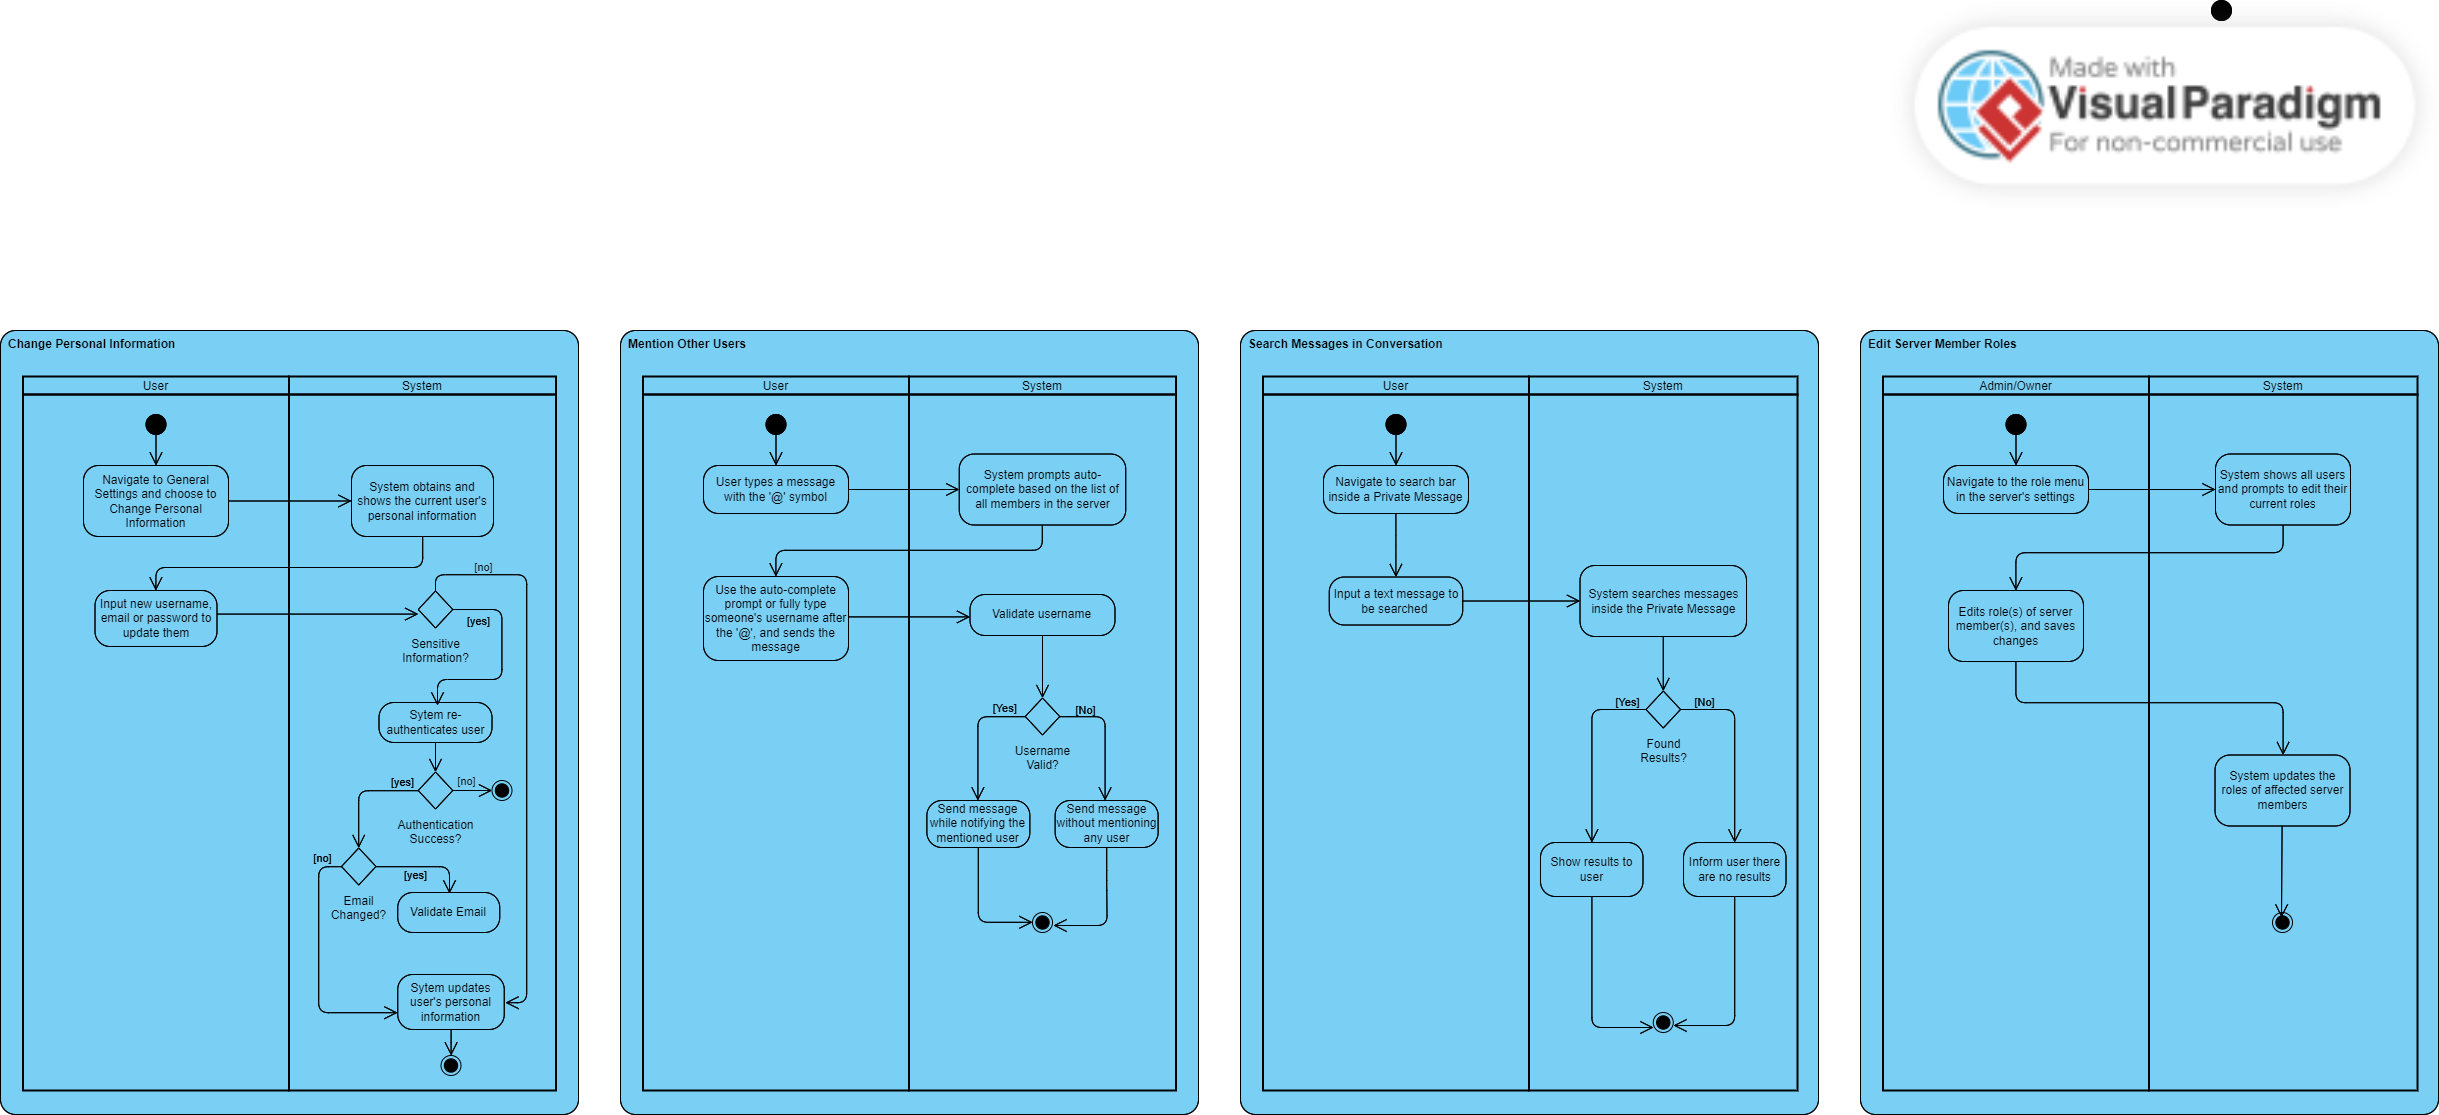 Made with
Visual Paradigm
For non-commercial use
Change Personal Information
User
System
Navigate to General
Settings and choose to
Change Personal
Information
System obtains and
shows the current user's
personal information
[no]
Input new username,
email or password to
update them
[yes]
Sensitive
Information?
Sytem re-
authenticates user
[yes]
[no]
Authentication
Success?
[no]
[yes]
Email
Changed?
Validate Email
Sytem updates
user's personal
information
Mention Other Users
User
System
User types a message
with the '@' symbol
System prompts auto-
complete based on the list of
all members in the server
Use the auto-complete
prompt or fully type
someone's username after
the '@', and sends the
message
Validate username
[Yes]
[No]
Username
Valid?
Send message
while notifying the
mentioned user
Send message
without mentioning
any user
Search Messages in Conversation
User
System
Navigate to search bar
inside a Private Message
Input a text message to
be searched
System searches messages
inside the Private Message
[Yes]
[No]
Found
Results?
Show results to
user
Inform user there
are no results
Edit Server Member Roles
Admin/Owner
System
Navigate to the role menu
in the server's settings
System shows all users
and prompts to edit their
current roles
Edits role(s) of server
member(s), and saves
changes
System updates the
roles of affected server
members